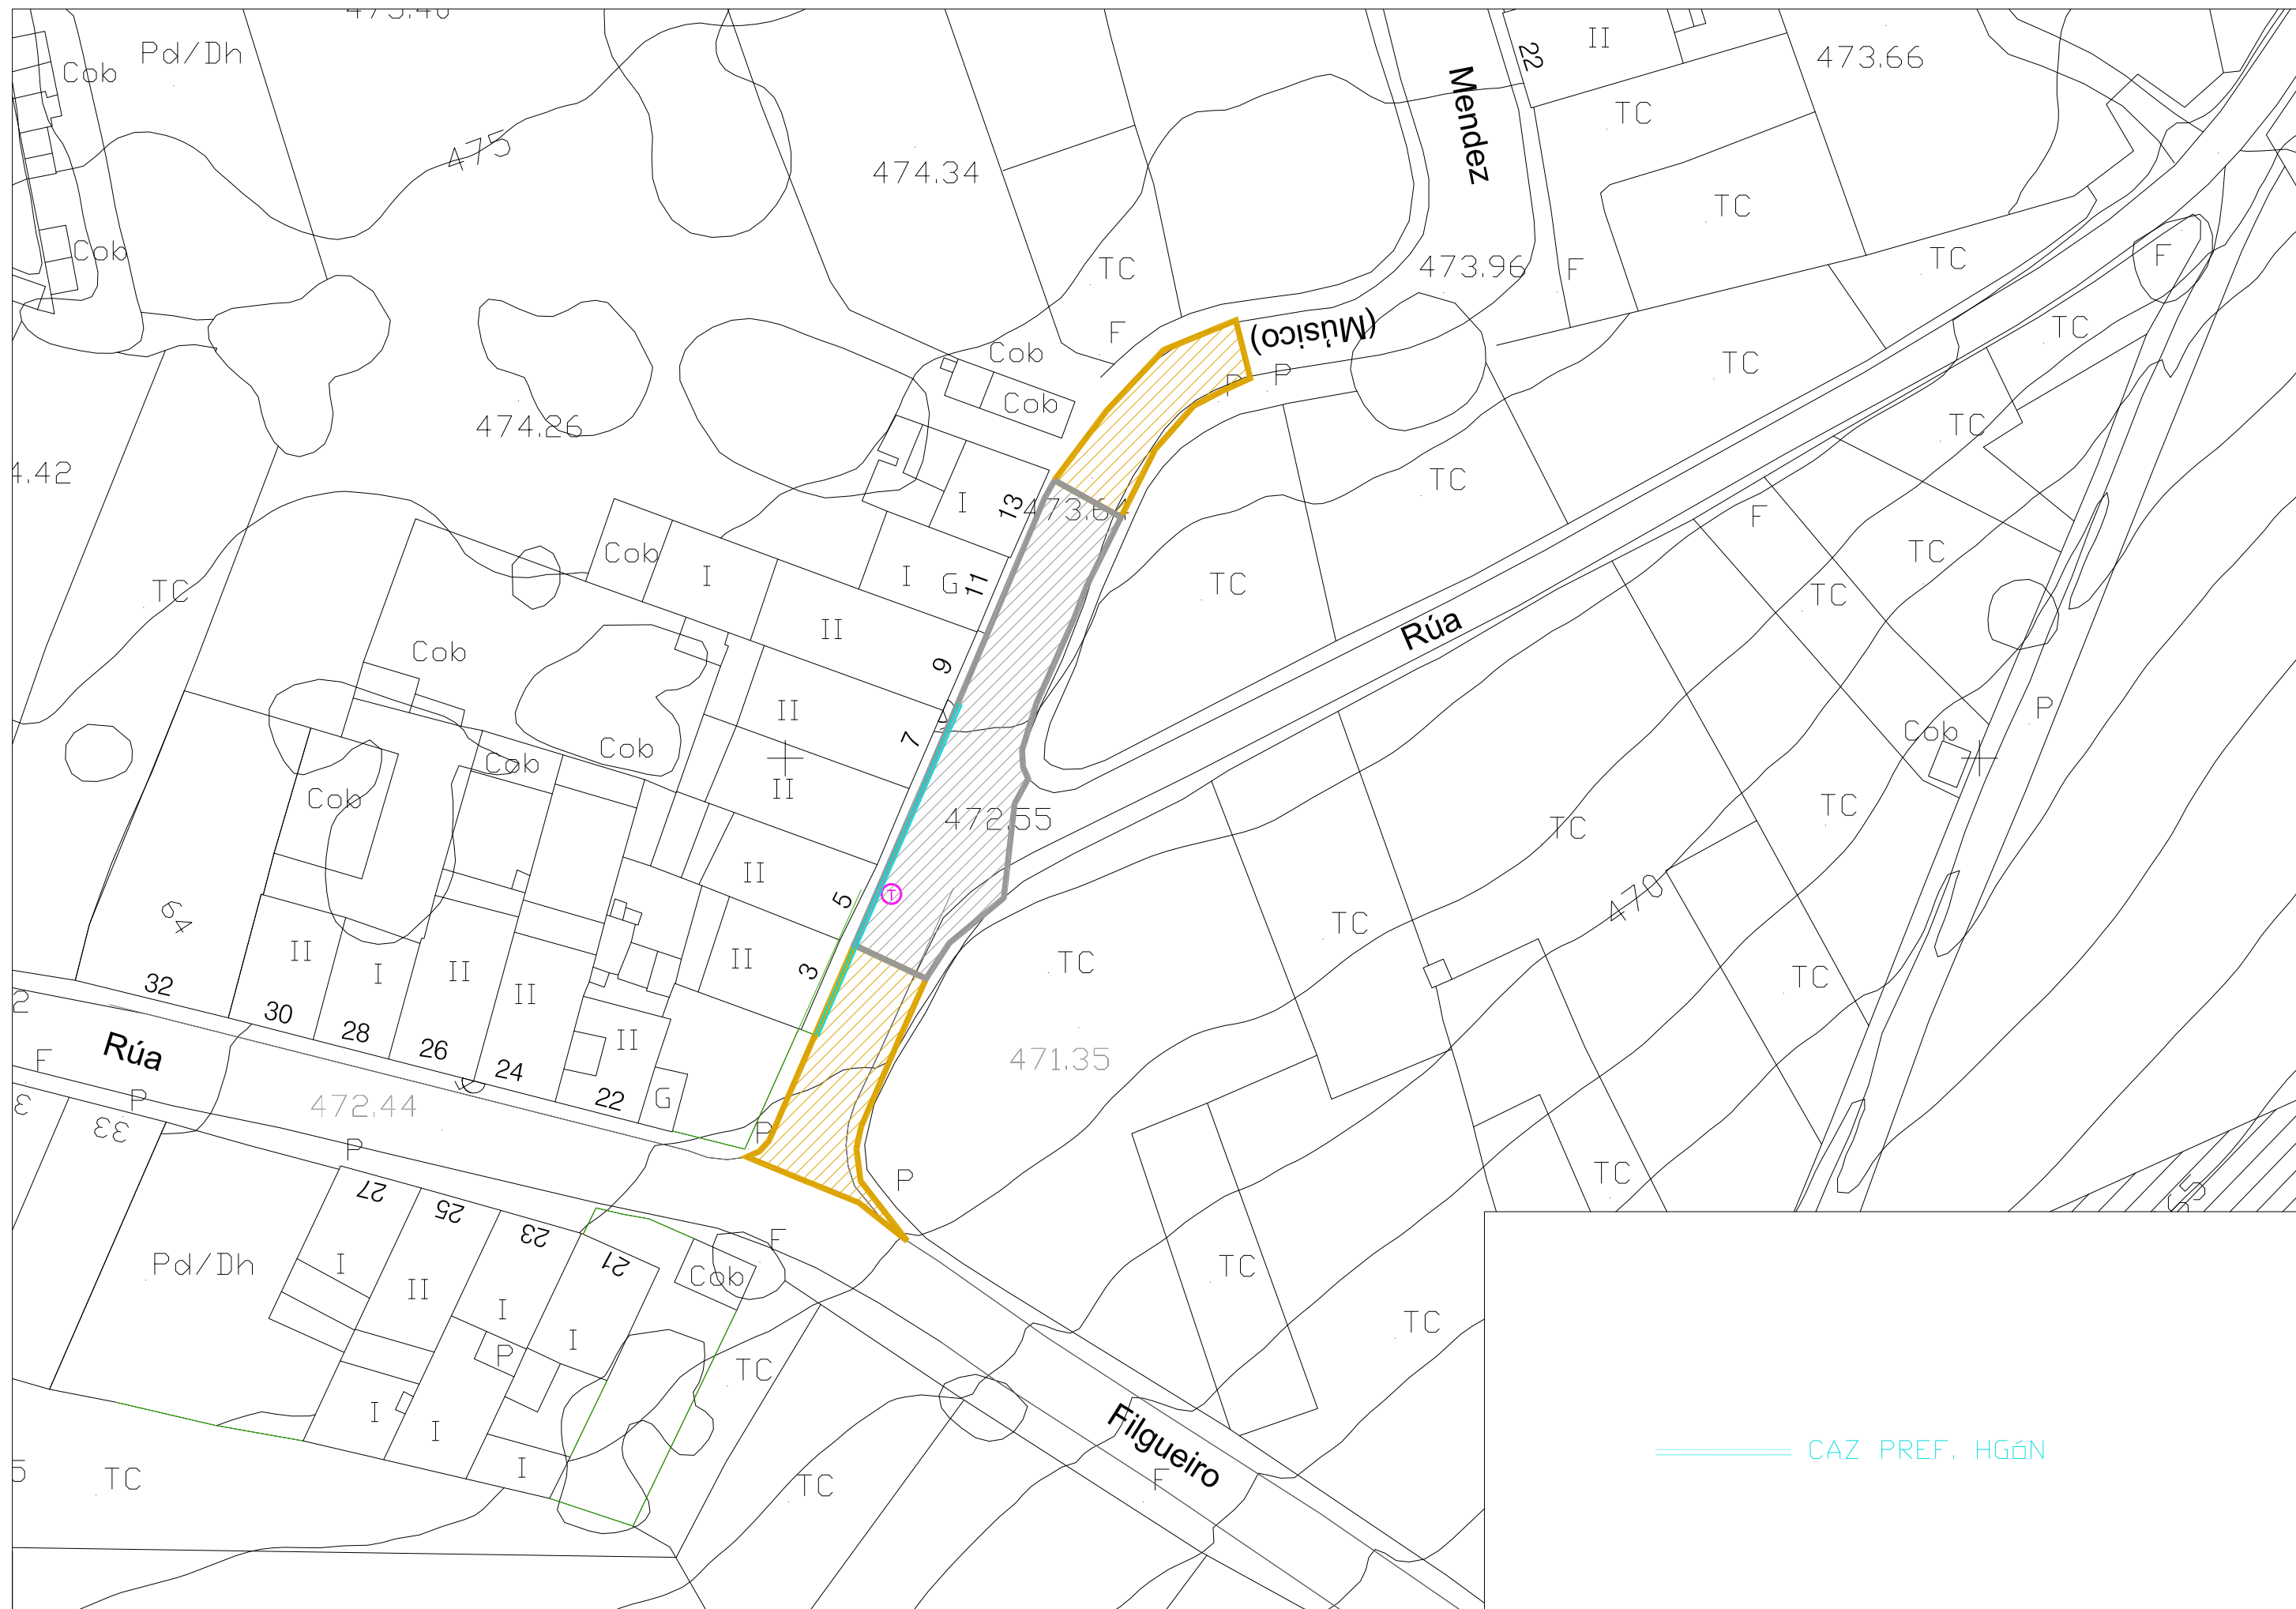 Pd/Dh
Cob
22
II
473.66
Mendez
TC
475
474.34
TC
Cob
TC
473.96
F
TC
F
F
(Músico)
TC
Cob
Cob
P
P
TC
474.26
TC
4.42
TC
I
13
473.64
F
Cob
I
I
G
11
TC
TC
TC
TC
II
Rúa
Cob
9
II
7
P
Cob
Cob
Cob
Cob
II
472.55
TC
TC
II
5
T
64
470
TC
II
I
II
II
II
3
TC
TC
32
30
28
26
24
22
II
G
Rúa
F
P
472.44
471.35
2
33
P
P
P
TC
27
25
23
21
F
Pd/Dh
I
II
I
I
Cob
TC
TC
P
TC
I
I
I
5
TC
TC
Filgueiro
F
CAZ PREF. HGóN